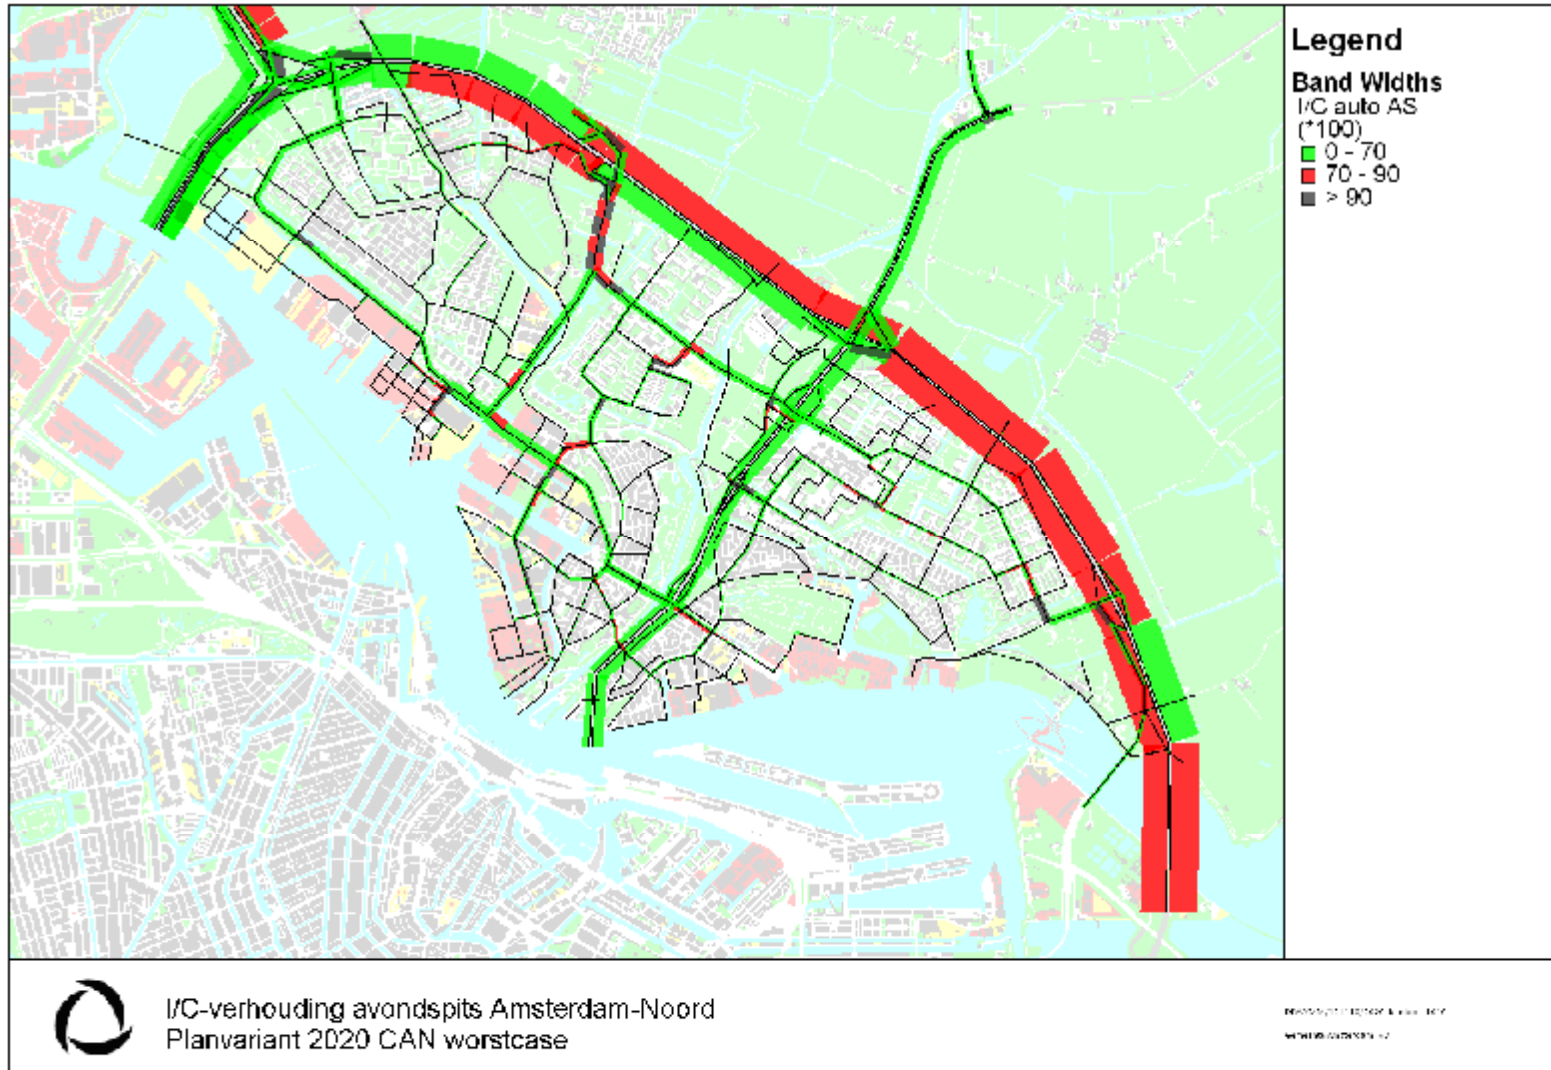 Legend
Band Widths
I/C auto AS
(*100)
0 - 70
70 - 90
> 90
I/C-verhouding avondspits Amsterdam-Noord
Planvariant 2020 CAN worstcase